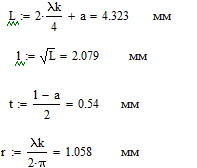 L := 2·λk/4 + a = 4.323 мм
l := √L = 2.079 мм
t := (1 − a)/2 = 0.54 мм
r := λk/(2·π) = 1.058 мм